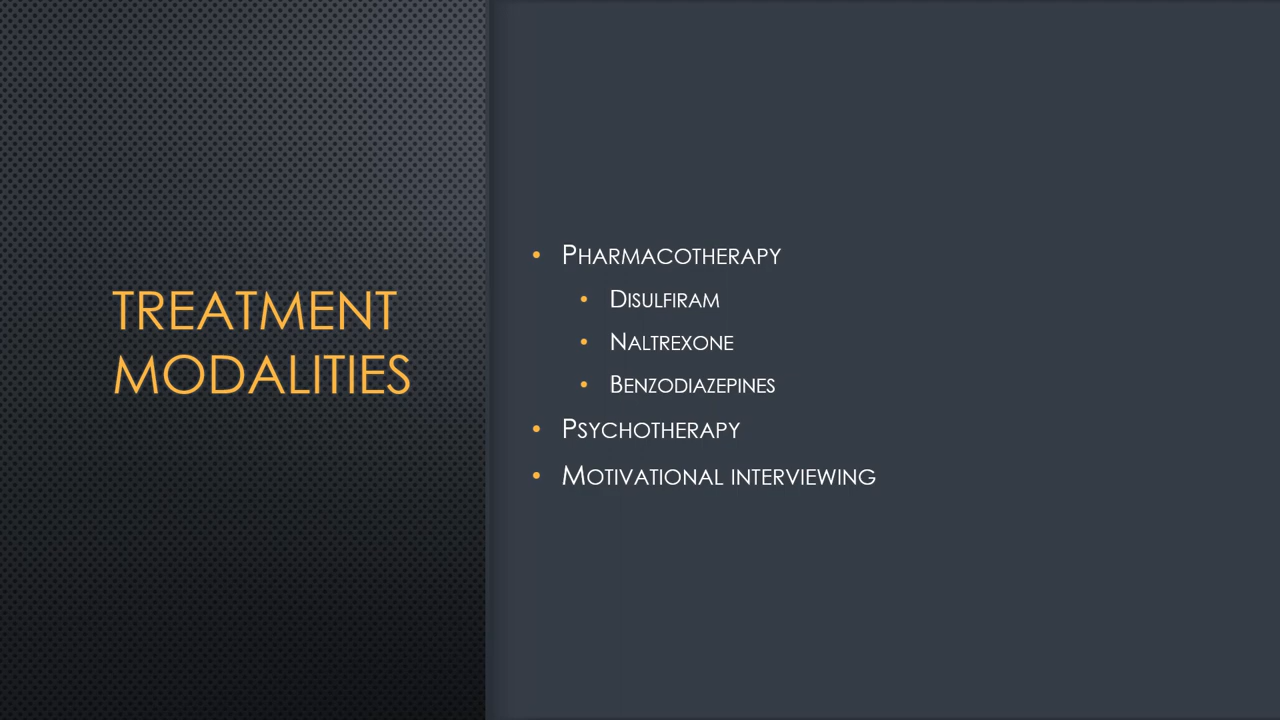 TREATMENT
MODALITIES
• PHARMACOTHERAPY
• DISULFIRAM
• NALTREXONE
• BENZODIAZEPINES
• PSYCHOTHERAPY
• MOTIVATIONAL INTERVIEWING